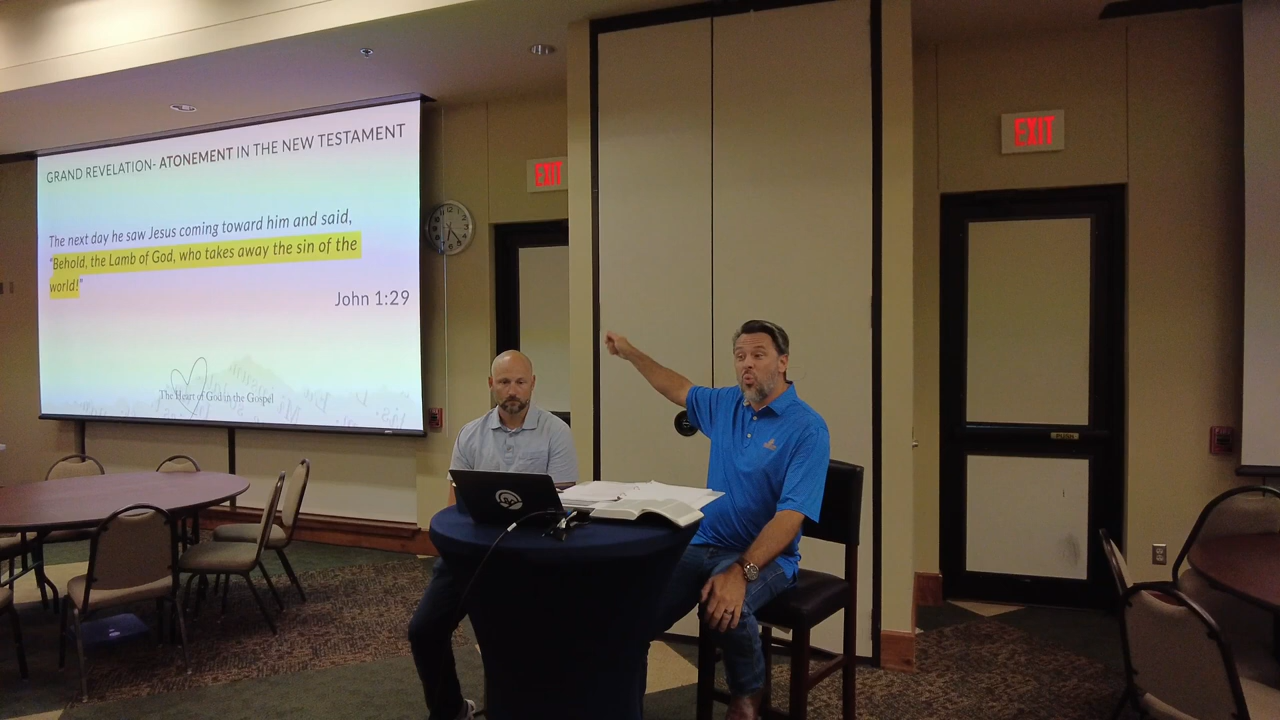 GRAND REVELATION- ATONEMENT IN THE NEW TESTAMENT
The next day he saw Jesus coming toward him and said,
"Behold, the Lamb of God, who takes away the sin of the
world!"
John 1:29
The Heart of God in the Gospel
EXIT
EXIT
PUSH